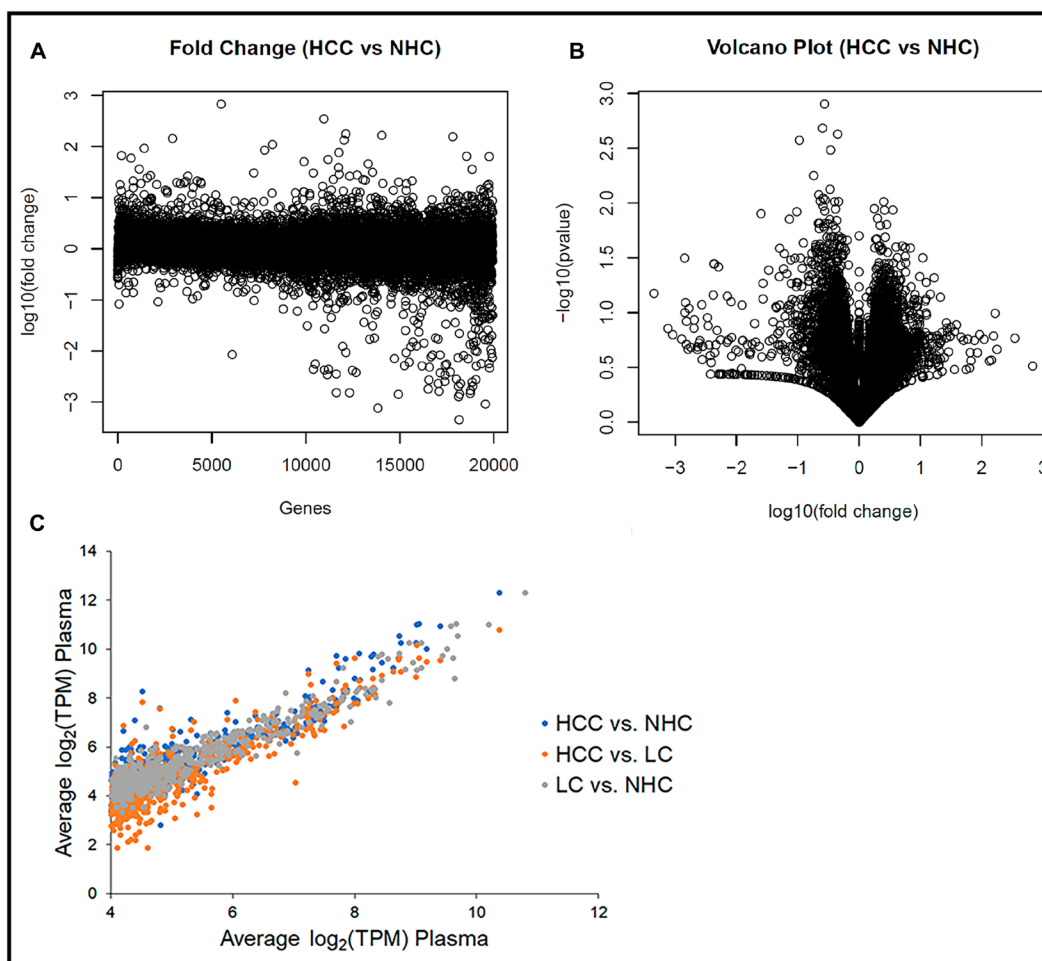 A
Fold Change (HCC vs NHC)
log10(fold change)
3
2
1
0
−1
−2
−3
0
5000
10000
15000
20000
Genes
B
Volcano Plot (HCC vs NHC)
−log10(pvalue)
3.0
2.5
2.0
1.5
1.0
0.5
0.0
−3
−2
−1
0
1
2
3
log10(fold change)
C
Average log₂(TPM) Plasma
14
12
10
8
6
4
2
0
4
6
8
10
12
Average log₂(TPM) Plasma
HCC vs. NHC
HCC vs. LC
LC vs. NHC